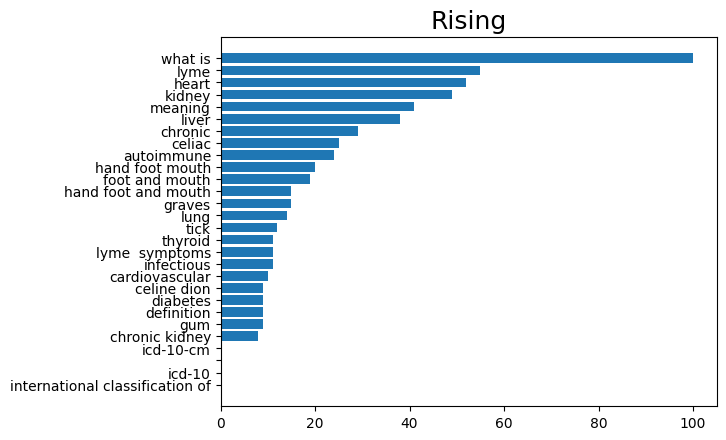 Rising
what is
lyme
heart
kidney
meaning
liver
chronic
celiac
autoimmune
hand foot mouth
foot and mouth
hand foot and mouth
graves
lung
tick
thyroid
lyme  symptoms
infectious
cardiovascular
celine dion
diabetes
definition
gum
chronic kidney
icd-10-cm
icd-10
international classification of
0 20 40 60 80 100